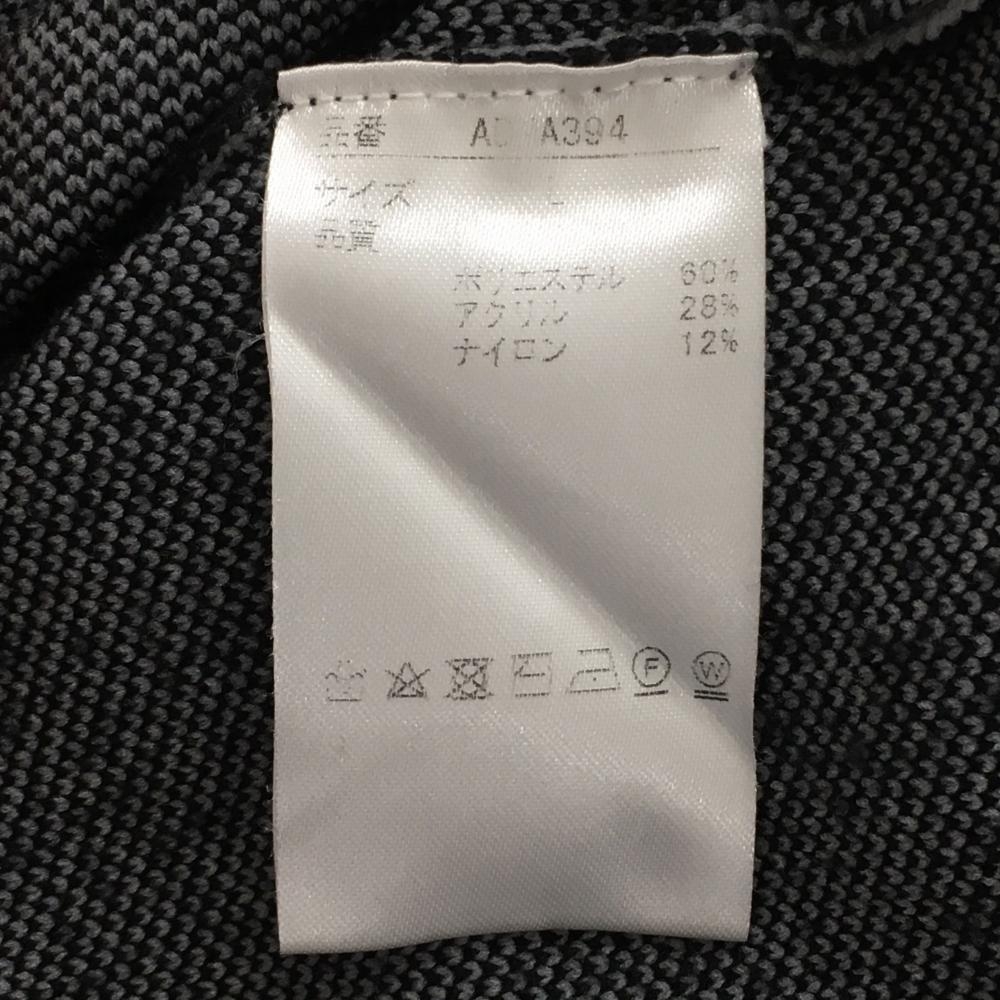 品番 A394
サイズ
品質
ポリエステル 60%
アクリル 28%
ナイロン 12%
F W